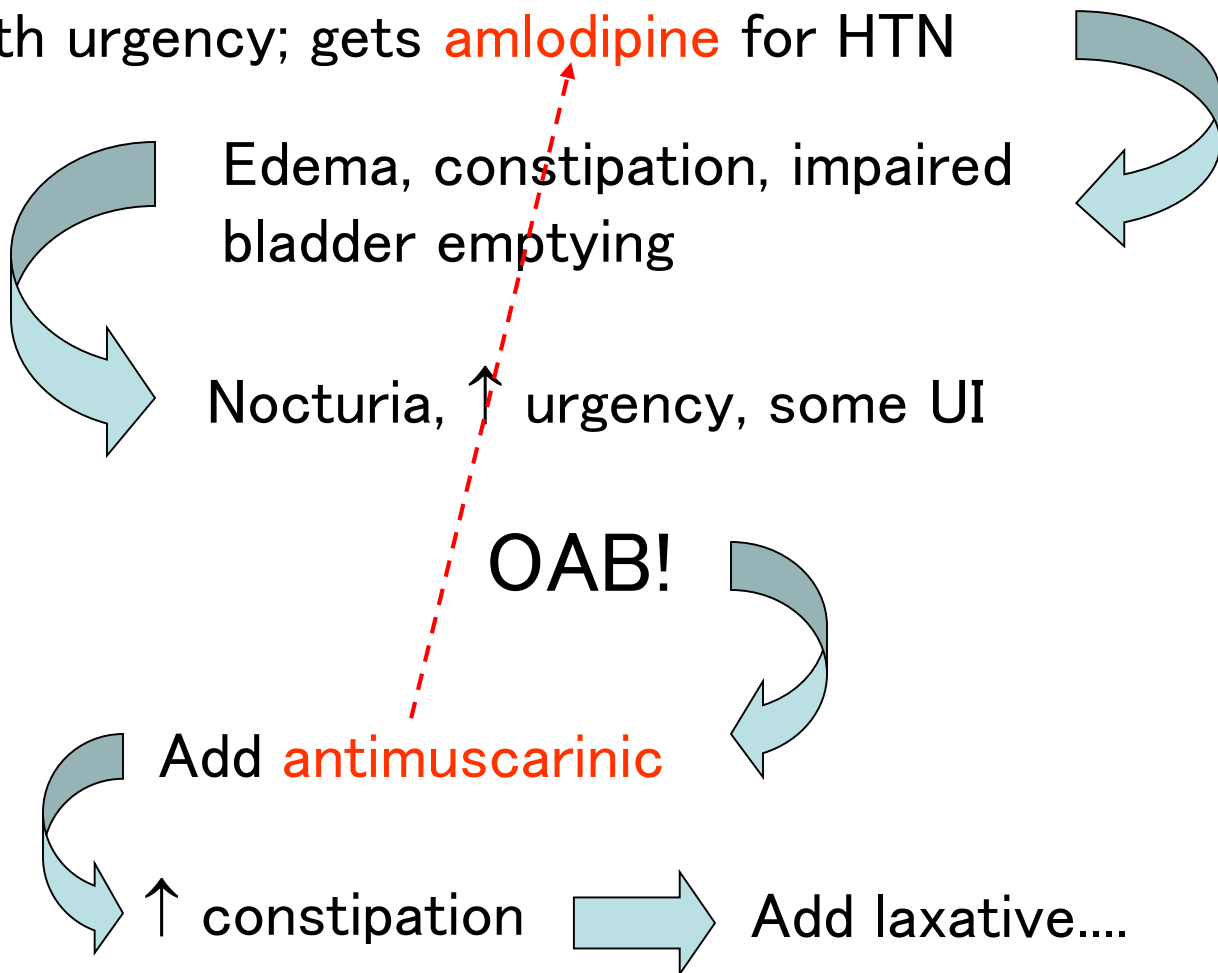 th urgency; gets amlodipine for HTN
Edema, constipation, impaired
bladder emptying
Nocturia, ↑ urgency, some UI
OAB!
Add antimuscarinic
↑ constipation
Add laxative....